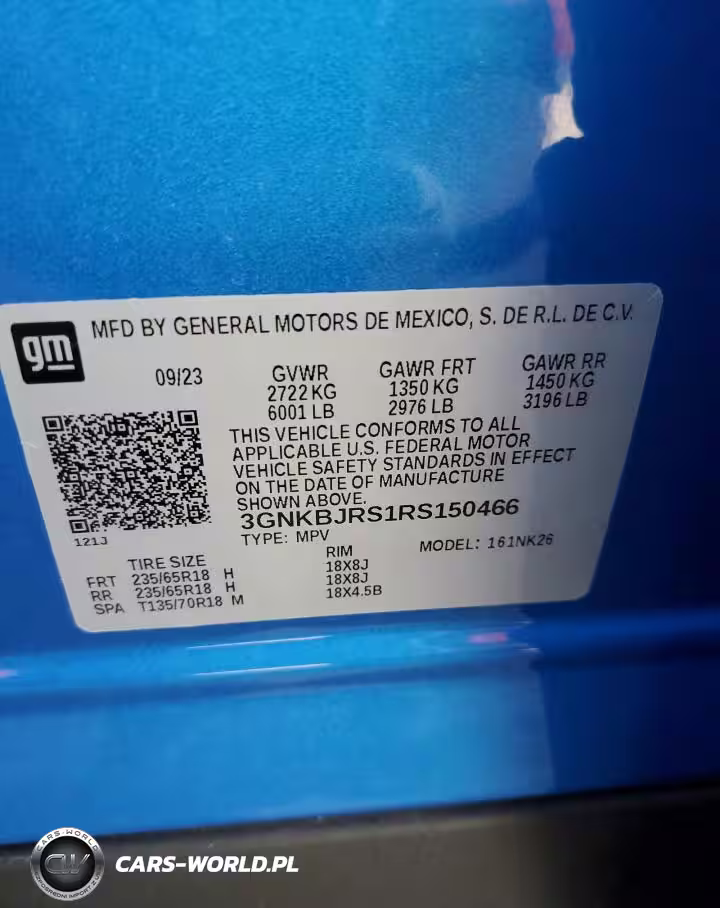 gm
MFD BY GENERAL MOTORS DE MEXICO, S. DE R.L. DE C.V.
09/23
GVWR GAWR FRT GAWR RR
2722 KG 1350 KG 1450 KG
6001 LB 2976 LB 3196 LB
THIS VEHICLE CONFORMS TO ALL
APPLICABLE U.S. FEDERAL MOTOR
VEHICLE SAFETY STANDARDS IN EFFECT
ON THE DATE OF MANUFACTURE
SHOWN ABOVE.
3GNKBJRS1RS150466
121J
TYPE: MPV MODEL: 161NK26
TIRE SIZE RIM
FRT 235/65R18 H 18X8J
RR 235/65R18 H 18X8J
SPA T135/70R18 M 18X4.5B
CARS-WORLD
CW
CARS-WORLD.PL